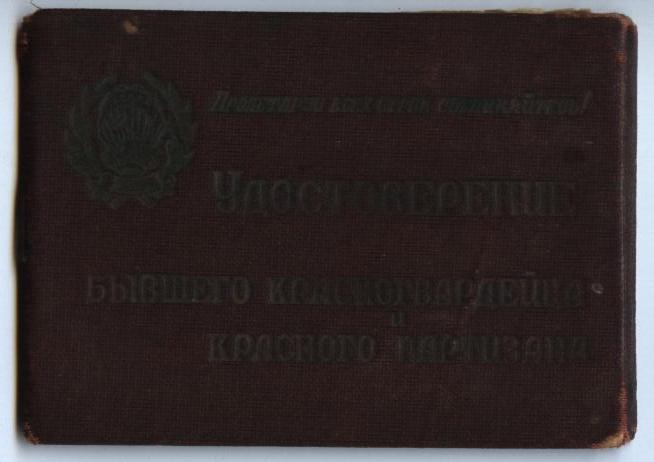 Пролетарии всех стран, соединяйтесь!
УДОСТОВЕРЕНИЕ
БЫВШЕГО КРАСНОГВАРДЕЙЦА
и
КРАСНОГО ПАРТИЗАНА